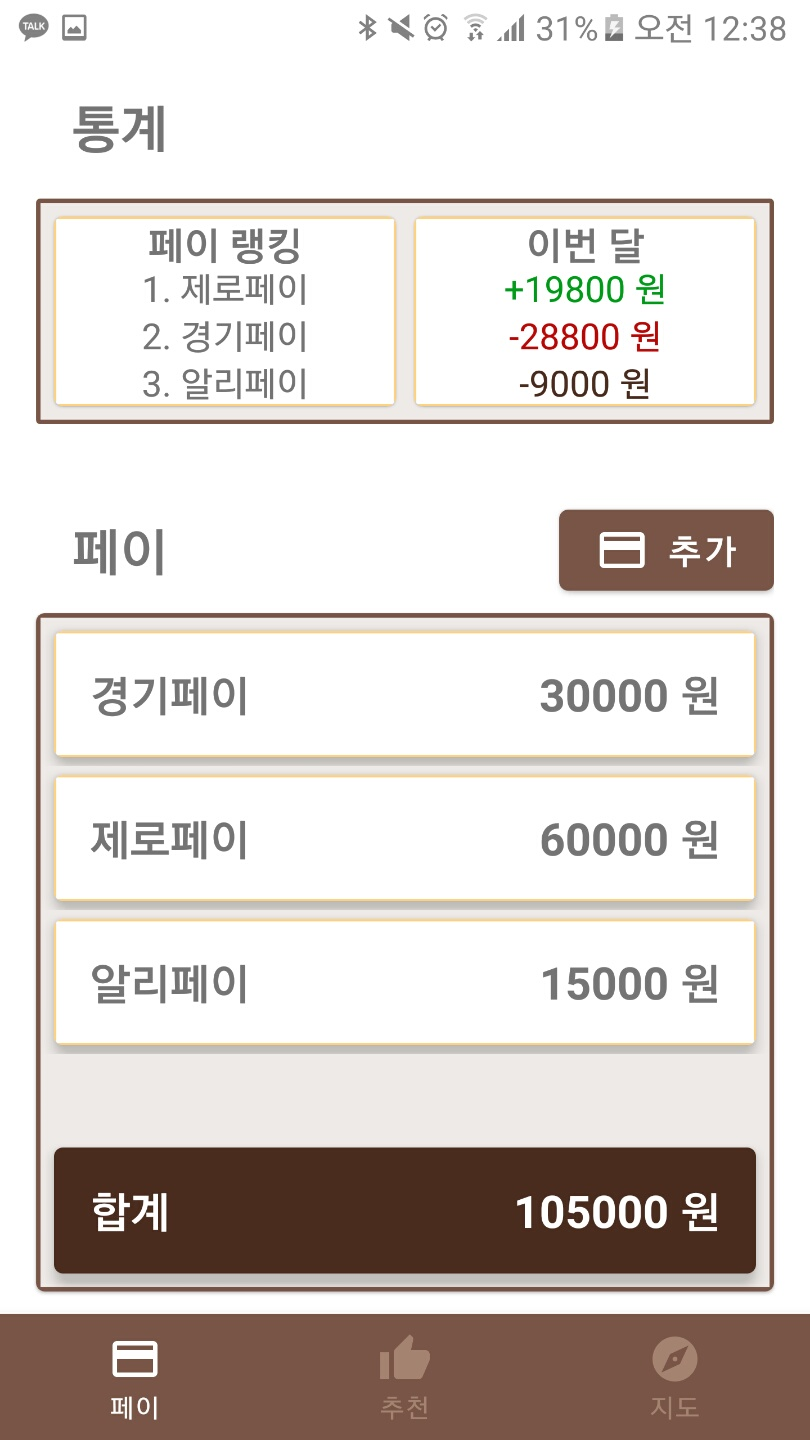 TALK 31% 오전 12:38
통계
페이 랭킹
1. 제로페이
2. 경기페이
3. 알리페이
이번 달
+19800 원
-28800 원
-9000 원
페이
추가
경기페이 30000 원
제로페이 60000 원
알리페이 15000 원
합계 105000 원
페이 추천 지도